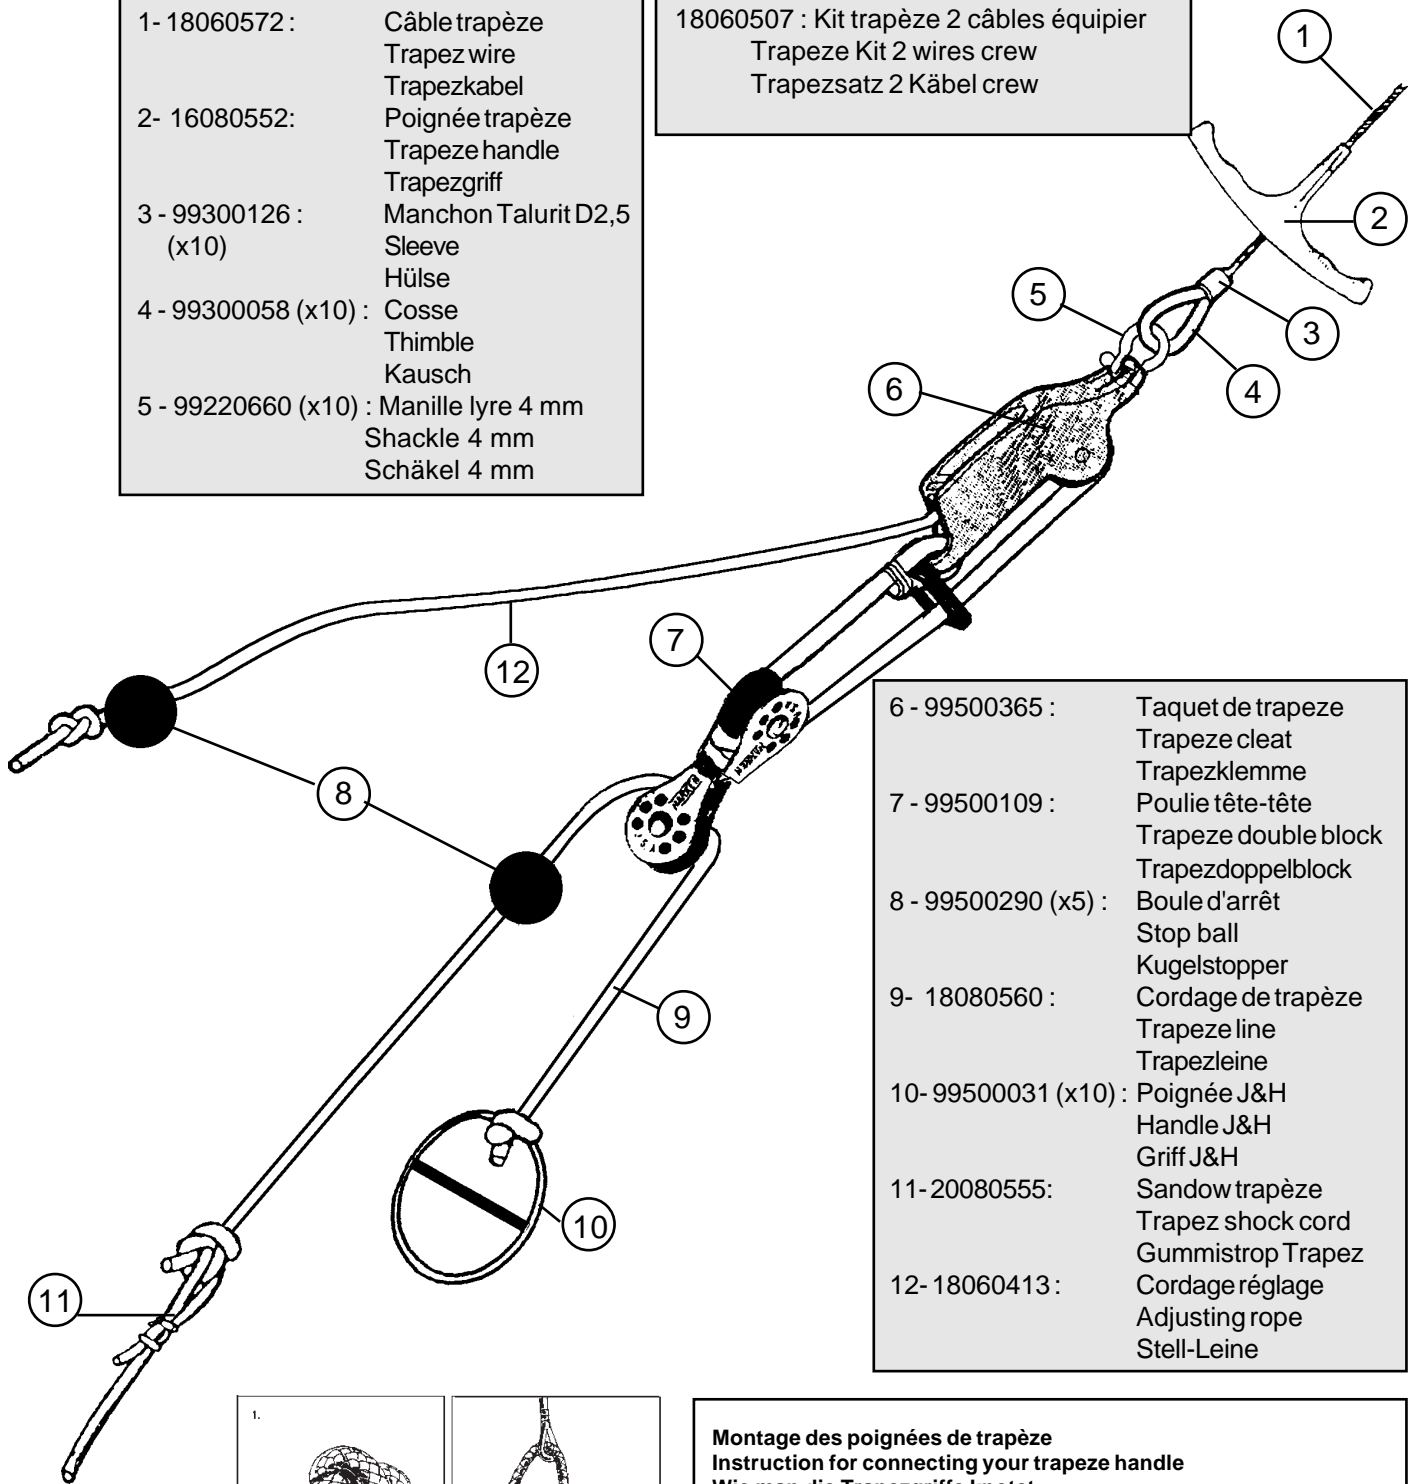 1- 18060572 : Câble trapèze
Trapez wire
Trapezkabel
2- 16080552: Poignée trapèze
Trapeze handle
Trapezgriff
3 - 99300126 : Manchon Talurit D2,5
(x10) Sleeve
Hülse
4 - 99300058 (x10) : Cosse
Thimble
Kausch
5 - 99220660 (x10) : Manille lyre 4 mm
Shackle 4 mm
Schäkel 4 mm
18060507 : Kit trapèze 2 câbles équipier
Trapeze Kit 2 wires crew
Trapezsatz 2 Käbel crew
1
2
3
4
5
6
7
12
8
9
10
11
HARKEN
HARKEN
6 - 99500365 : Taquet de trapeze
Trapeze cleat
Trapezklemme
7 - 99500109 : Poulie tête-tête
Trapeze double block
Trapezdoppelblock
8 - 99500290 (x5) : Boule d'arrêt
Stop ball
Kugelstopper
9- 18080560 : Cordage de trapèze
Trapeze line
Trapezleine
10- 99500031 (x10) : Poignée J&H
Handle J&H
Griff J&H
11- 20080555: Sandow trapèze
Trapez shock cord
Gummistrop Trapez
12- 18060413 : Cordage réglage
Adjusting rope
Stell-Leine
1.
Montage des poignées de trapèze
Instruction for connecting your trapeze handle
Wie man die Trapezgriffe knotet